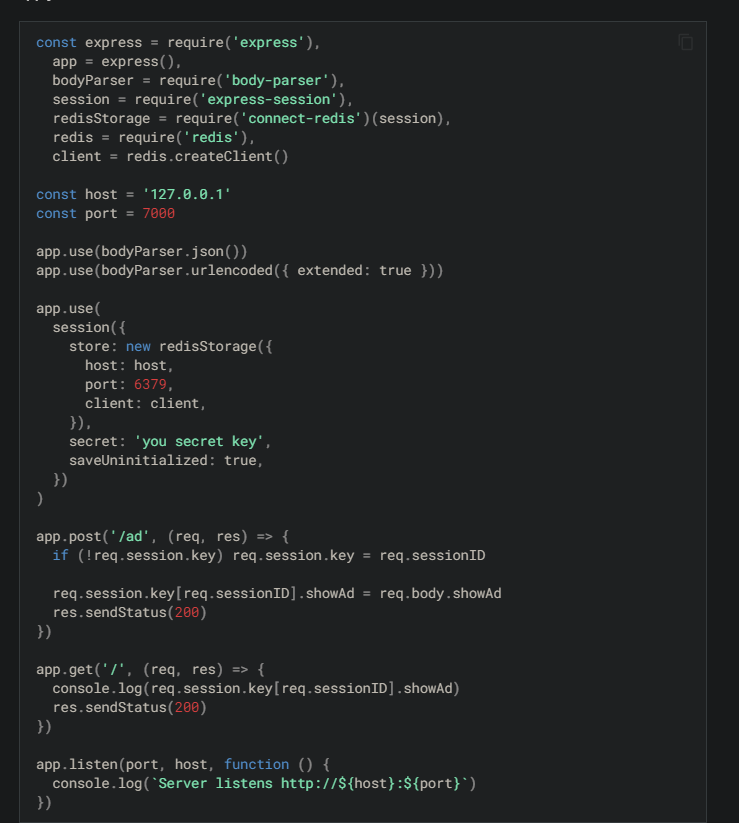 const express = require('express'),
  app = express(),
  bodyParser = require('body-parser'),
  session = require('express-session'),
  redisStorage = require('connect-redis')(session),
  redis = require('redis'),
  client = redis.createClient()

const host = '127.0.0.1'
const port = 7000

app.use(bodyParser.json())
app.use(bodyParser.urlencoded({ extended: true }))

app.use(
  session({
    store: new redisStorage({
      host: host,
      port: 6379,
      client: client,
    }),
    secret: 'you secret key',
    saveUninitialized: true,
  })
)

app.post('/ad', (req, res) => {
  if (!req.session.key) req.session.key = req.sessionID

  req.session.key[req.sessionID].showAd = req.body.showAd
  res.sendStatus(200)
})

app.get('/', (req, res) => {
  console.log(req.session.key[req.sessionID].showAd)
  res.sendStatus(200)
})

app.listen(port, host, function () {
  console.log(`Server listens http://${host}:${port}`)
})